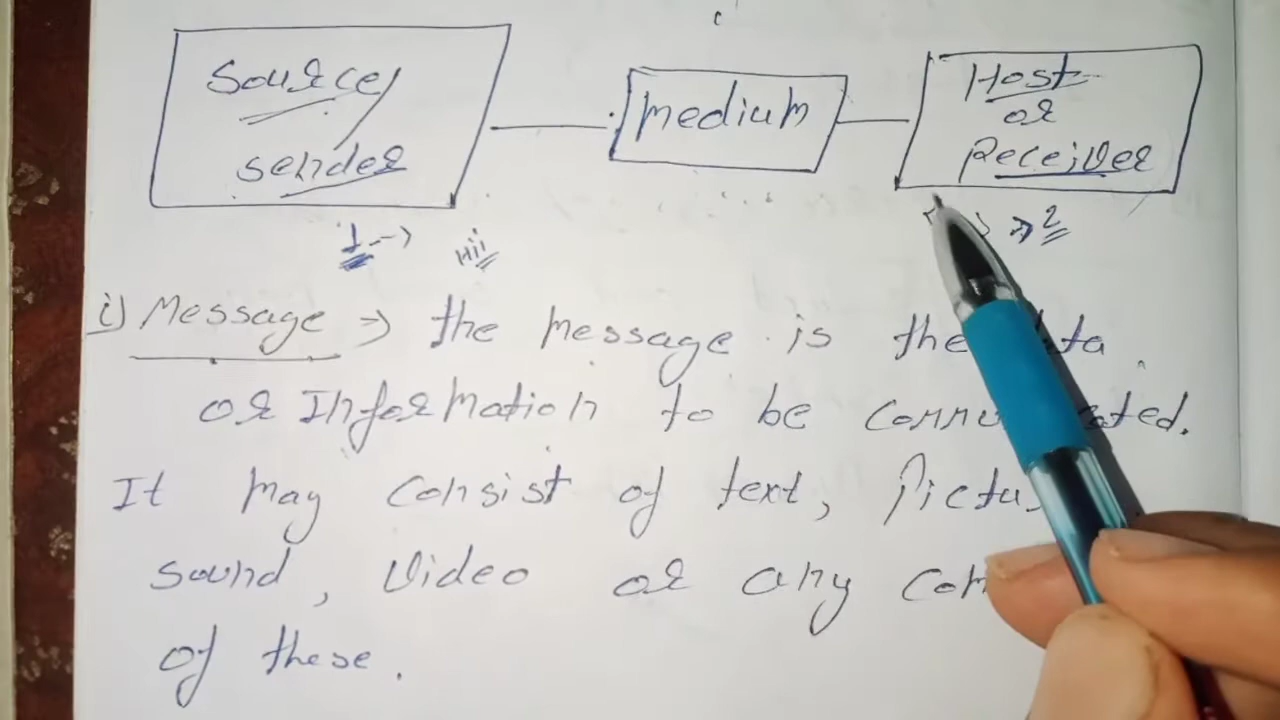 Source/ medium Host
or
sender Receiver
1 --> Hii => 2
i) Message => the message is the
or Information to be
It may consist of text,
sound, video or any
of these.